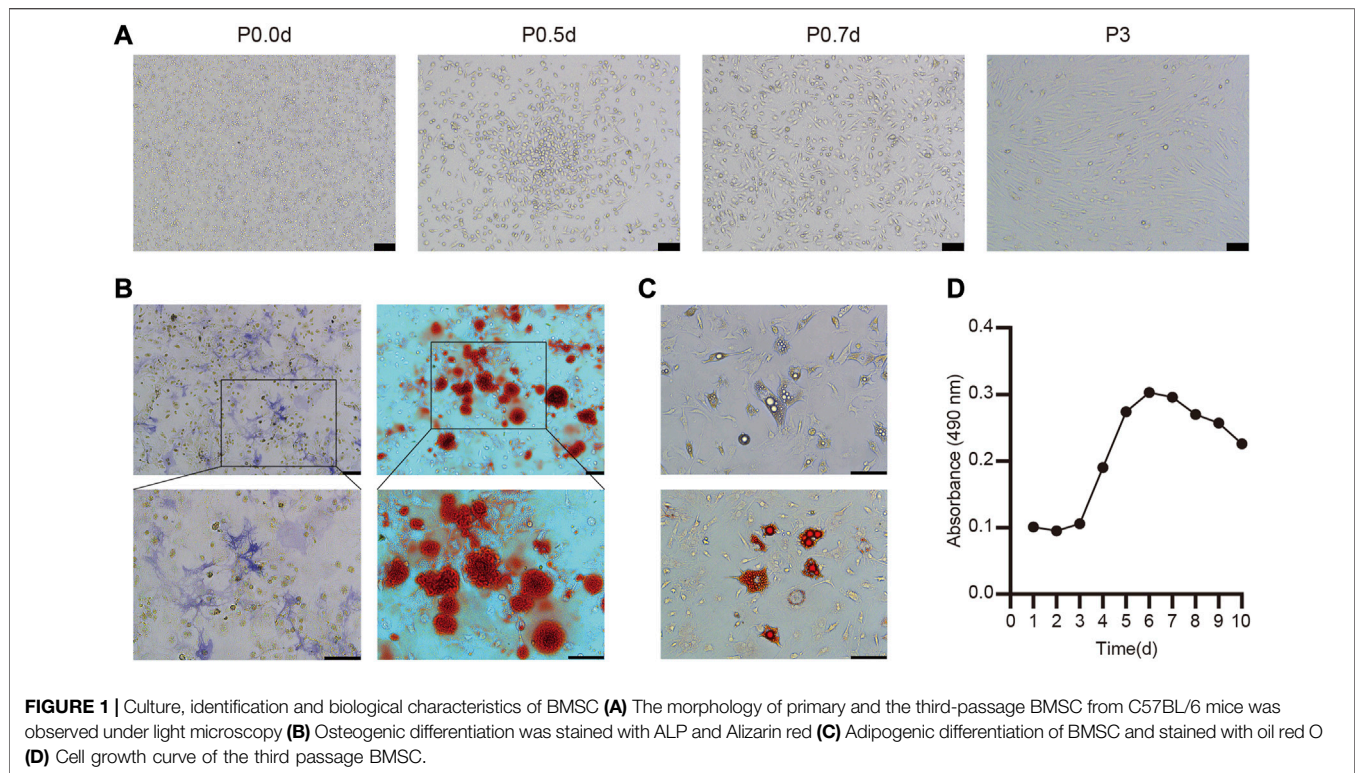 A
P0.0d
P0.5d
P0.7d
P3
B
C
D
Absorbance (490 nm)
0.4
0.3
0.2
0.1
0.0
0 1 2 3 4 5 6 7 8 9 10
Time(d)
FIGURE 1 | Culture, identification and biological characteristics of BMSC (A) The morphology of primary and the third-passage BMSC from C57BL/6 mice was
observed under light microscopy (B) Osteogenic differentiation was stained with ALP and Alizarin red (C) Adipogenic differentiation of BMSC and stained with oil red O
(D) Cell growth curve of the third passage BMSC.